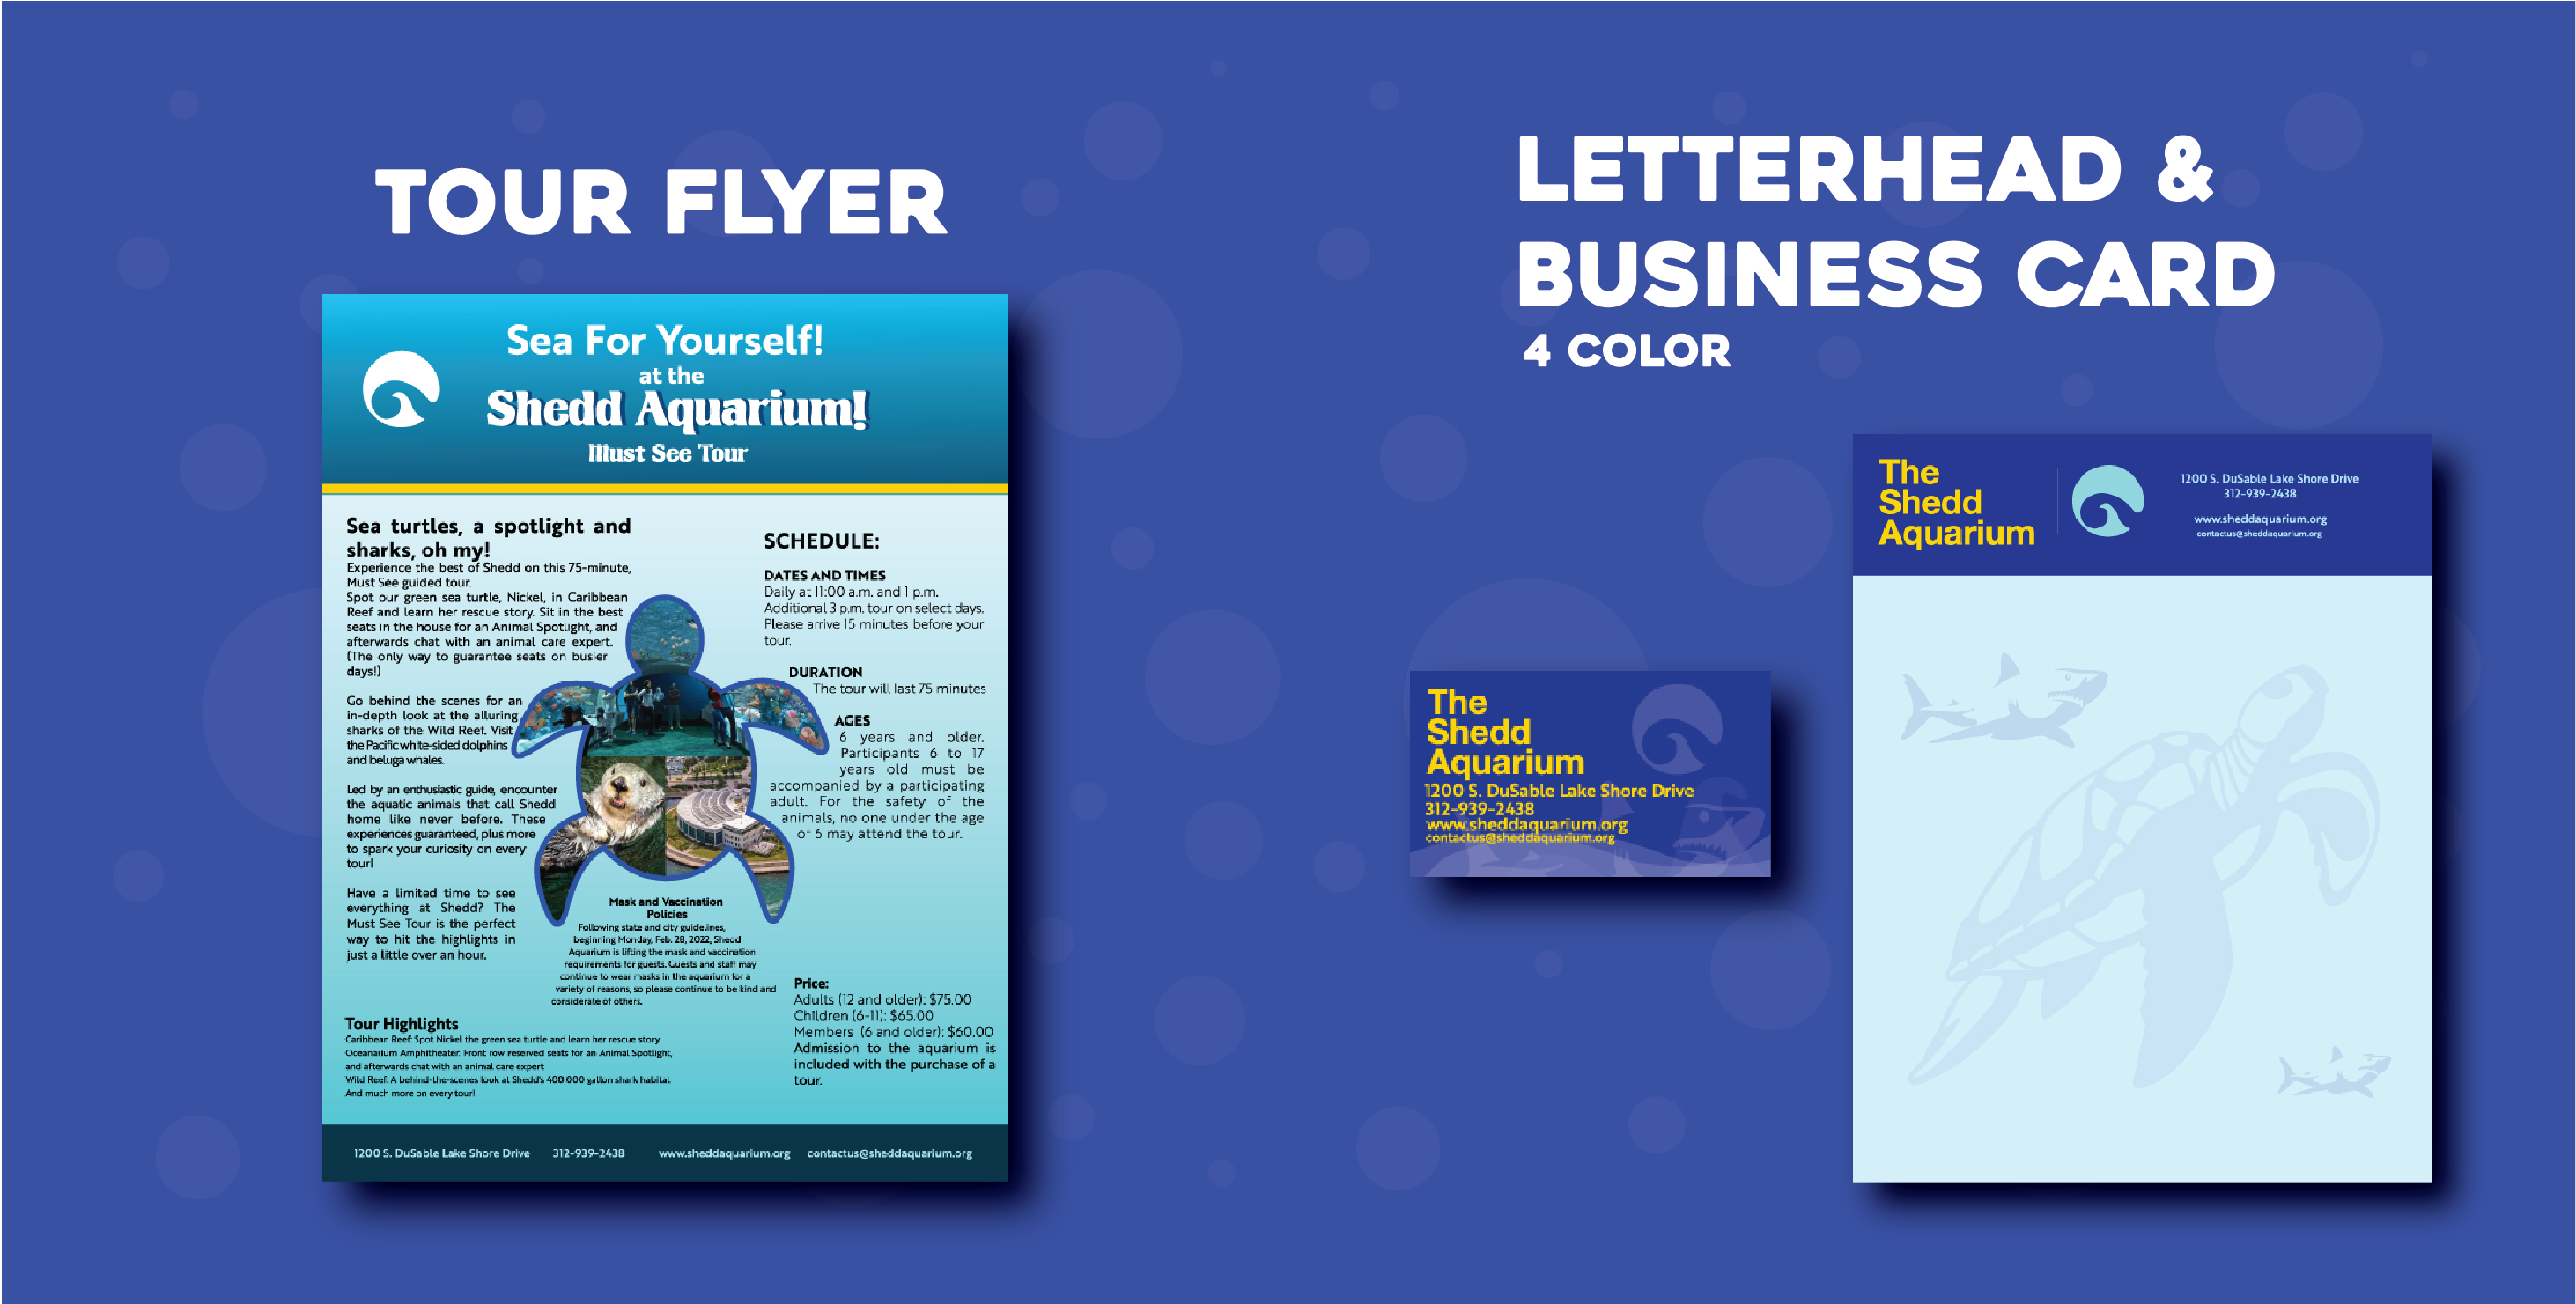 TOUR FLYER
Sea For Yourself!
at the
Shedd Aquarium!
Must See Tour
Sea turtles, a spotlight and
sharks, oh my!
Experience the best of Shedd on this 75-minute,
Must See guided tour.
Spot our green sea turtle, Nickel, in Caribbean
Reef and learn her rescue story. Sit in the best
seats in the house for an Animal Spotlight, and
afterwards chat with an animal care expert.
(The only way to guarantee seats on busier
days!)
Go behind the scenes for an
in-depth look at the alluring
sharks of the Wild Reef. Visit
the Pacific white-sided dolphins
and beluga whales.
Led by an enthusiastic guide, encounter
the aquatic animals that call Shedd
home like never before. These
experiences guaranteed, plus more
to spark your curiosity on every
tour!
Have a limited time to see
everything at Shedd? The
Must See Tour is the perfect
way to hit the highlights in
just a little over an hour.
Tour Highlights
Caribbean Reef: Spot Nickel the green sea turtle and learn her rescue story
Oceanarium Amphitheater: Front row reserved seats for an Animal Spotlight,
and afterwards chat with an animal care expert
Wild Reef: A behind-the-scenes look at Shedd's 400,000 gallon shark habitat
And much more on every tour!
Mask and Vaccination
Policies
Following state and city guidelines,
beginning Monday, Feb. 28, 2022, Shedd
Aquarium is lifting the mask and vaccination
requirements for guests. Guests and staff may
continue to wear masks in the aquarium for a
variety of reasons, so please continue to be kind and
considerate of others.
SCHEDULE:
DATES AND TIMES
Daily at 11:00 a.m. and 1 p.m.
Additional 3 p.m. tour on select days.
Please arrive 15 minutes before your
tour.
DURATION
The tour will last 75 minutes
AGES
6 years and older.
Participants 6 to 17
years old must be
accompanied by a participating
adult. For the safety of the
animals, no one under the age
of 6 may attend the tour.
Price:
Adults (12 and older): $75.00
Children (6-11): $65.00
Members (6 and older): $60.00
Admission to the aquarium is
included with the purchase of a
tour.
1200 S. DuSable Lake Shore Drive 312-939-2438 www.sheddaquarium.org contactus@sheddaquarium.org
LETTERHEAD &
BUSINESS CARD
4 COLOR
The
Shedd
Aquarium
1200 S. DuSable Lake Shore Drive
312-939-2438
www.sheddaquarium.org
contactus@sheddaquarium.org
The
Shedd
Aquarium
1200 S. DuSable Lake Shore Drive
312-939-2438
www.sheddaquarium.org
contactus@sheddaquarium.org